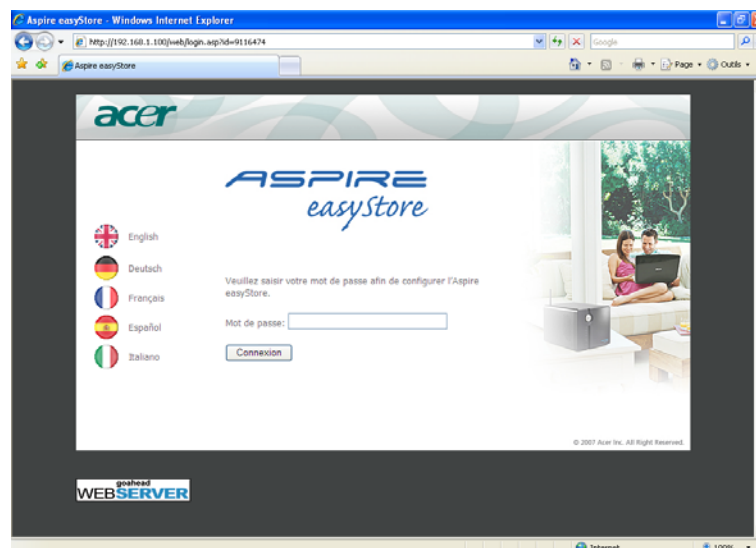 Aspire easyStore - Windows Internet Explorer
http://192.168.1.100/web/login.asp?id=9116474
Google
Aspire easyStore
Page
Outils
acer
ASPIRE
easyStore
English
Deutsch
Français
Español
Italiano
Veuillez saisir votre mot de passe afin de configurer l'Aspire
easyStore.
Mot de passe:
Connexion
© 2007 Acer Inc. All Right Reserved.
goahead
WEBSERVER
Internet
100%